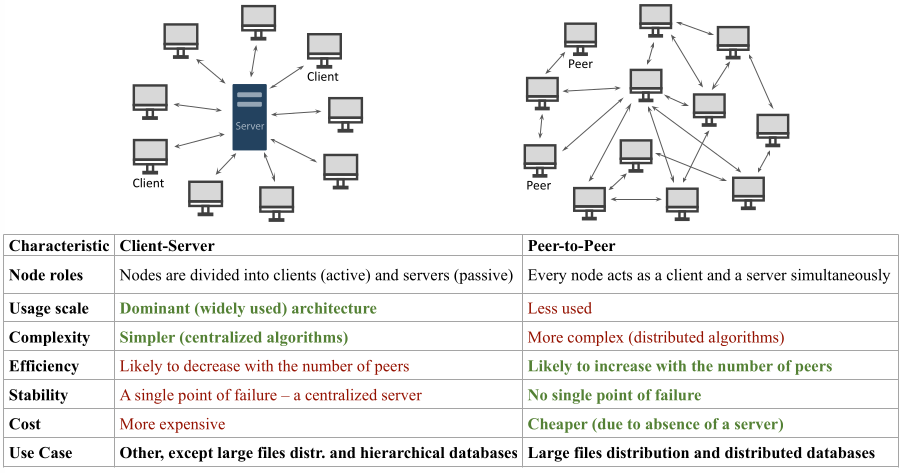 Client
Peer
Server
Client
Peer
Characteristic Client-Server Peer-to-Peer
Node roles Nodes are divided into clients (active) and servers (passive) Every node acts as a client and a server simultaneously
Usage scale Dominant (widely used) architecture Less used
Complexity Simpler (centralized algorithms) More complex (distributed algorithms)
Efficiency Likely to decrease with the number of peers Likely to increase with the number of peers
Stability A single point of failure – a centralized server No single point of failure
Cost More expensive Cheaper (due to absence of a server)
Use Case Other, except large files distr. and hierarchical databases Large files distribution and distributed databases